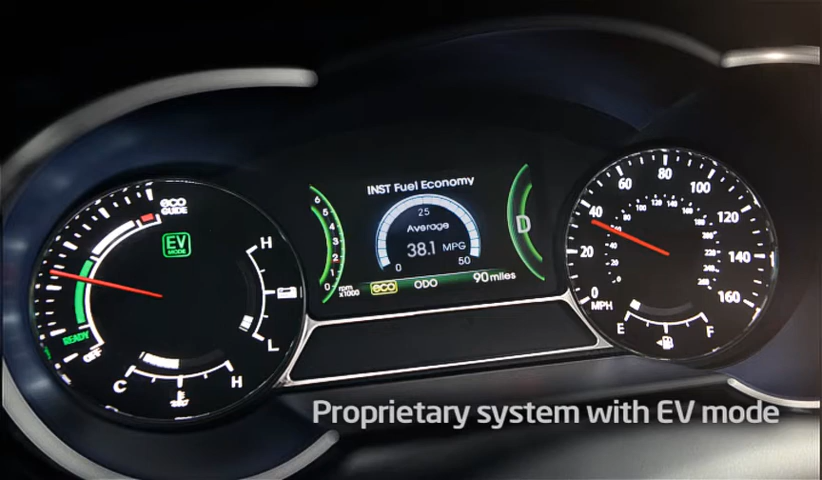 eco
GUIDE
EV
MODE
H
L
READY
OFF
C
H
6
5
4
3
2
1
0
rpm
x1000
INST Fuel Economy
25
Average
38.1 MPG
0
50
eco
ODO
90 miles
D
0
20
40
60
80
100
120
140
160
MPH
E
F
Proprietary system with EV mode